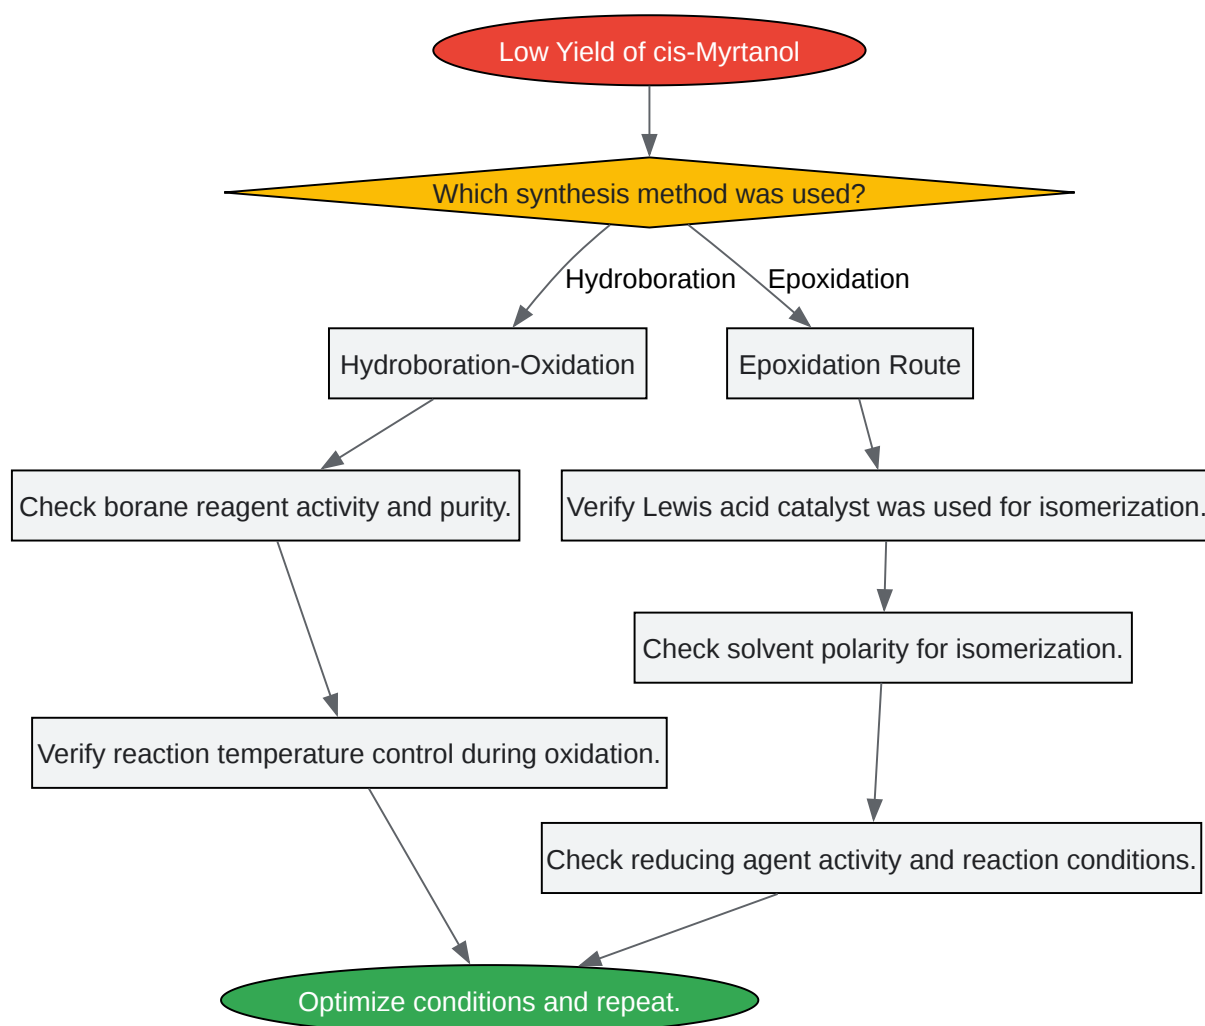 Low Yield of cis-Myrtanol
Which synthesis method was used?
Hydroboration
Epoxidation
Hydroboration-Oxidation
Epoxidation Route
Check borane reagent activity and purity.
Verify Lewis acid catalyst was used for isomerization.
Check solvent polarity for isomerization.
Verify reaction temperature control during oxidation.
Check reducing agent activity and reaction conditions.
Optimize conditions and repeat.